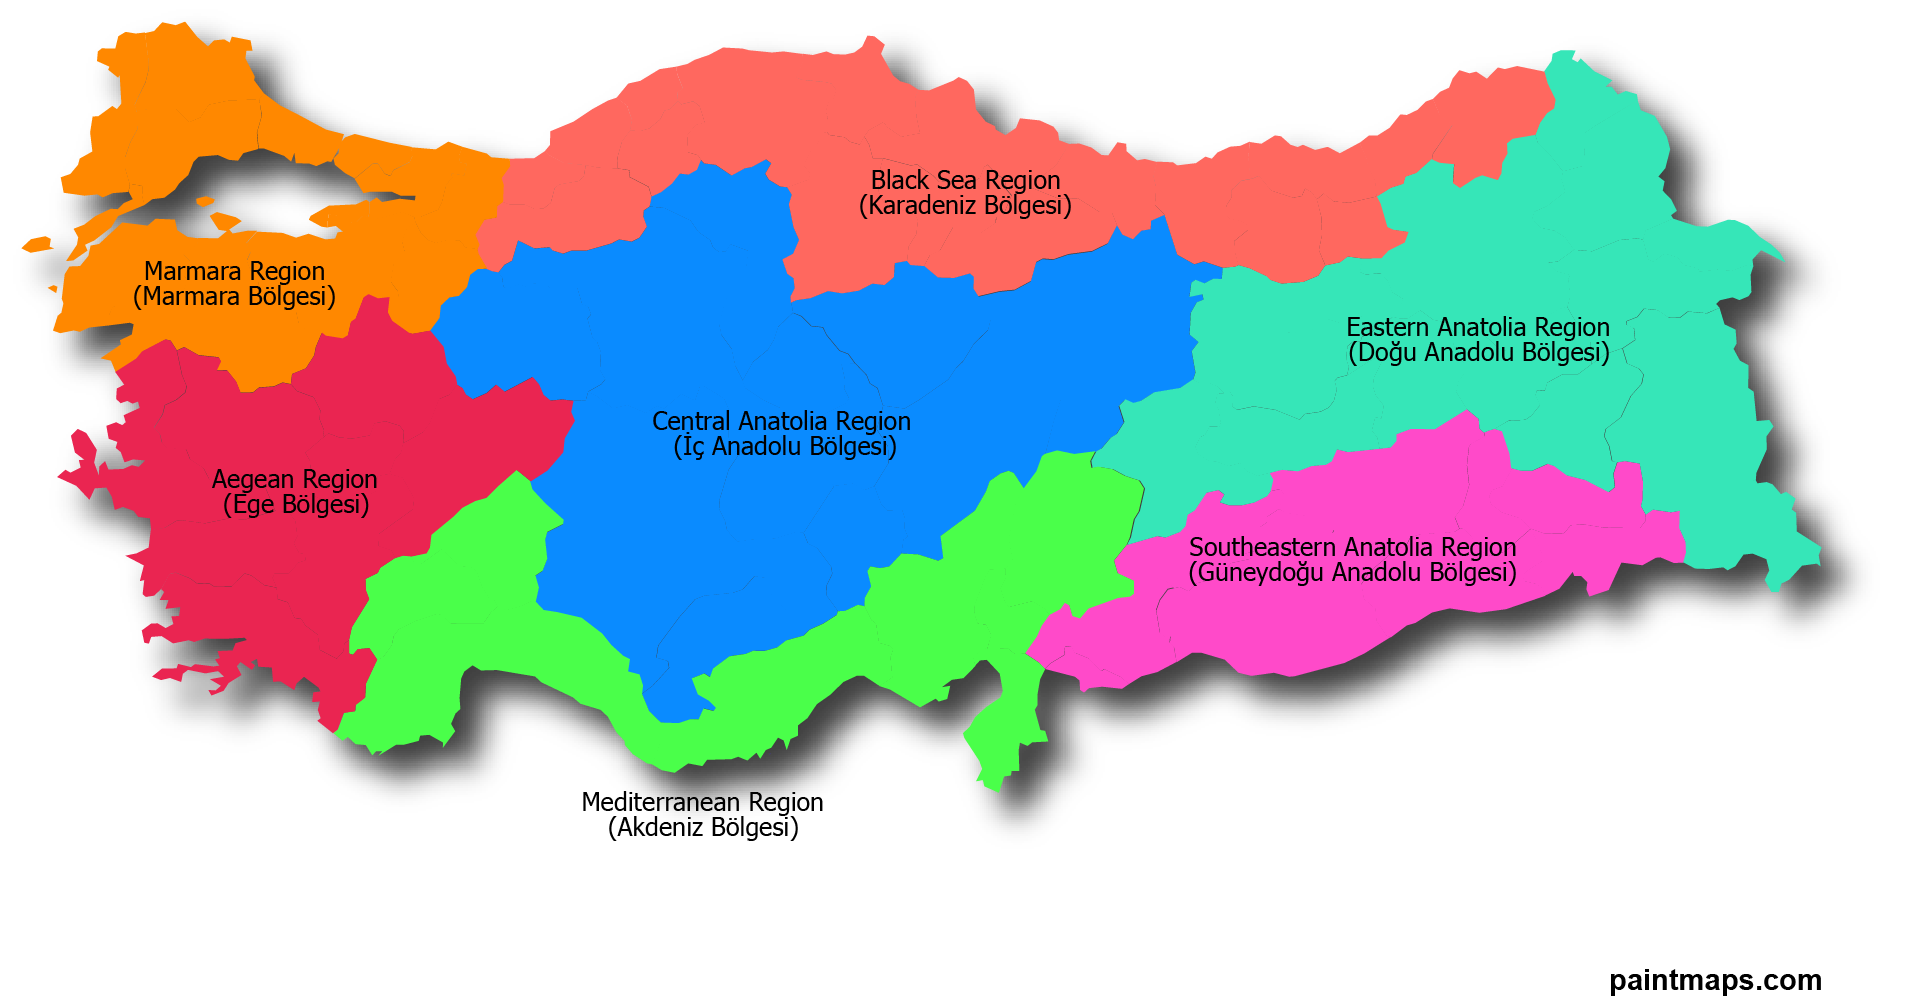 Black Sea Region
(Karadeniz Bölgesi)
Marmara Region
(Marmara Bölgesi)
Eastern Anatolia Region
(Doğu Anadolu Bölgesi)
Central Anatolia Region
(İç Anadolu Bölgesi)
Aegean Region
(Ege Bölgesi)
Southeastern Anatolia Region
(Güneydoğu Anadolu Bölgesi)
Mediterranean Region
(Akdeniz Bölgesi)
paintmaps.com